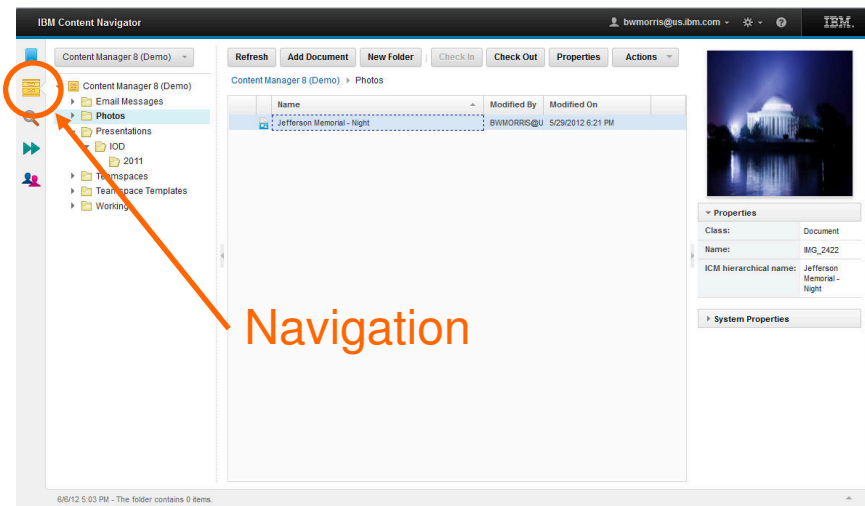 IBM Content Navigator
bwmorris@us.ibm.com
IBM.
Content Manager 8 (Demo)
Refresh Add Document New Folder Check In Check Out Properties Actions
Content Manager 8 (Demo)
Email Messages
Photos
Presentations
IOD
2011
Teamspaces
Teamspace Templates
Working
Content Manager 8 (Demo) Photos
Name Modified By Modified On
Jefferson Memorial - Night BWMORRIS@U 5/29/2012 6:21 PM
Properties
Class: Document
Name: IMG_2422
ICM hierarchical name: Jefferson
Memorial -
Night
System Properties
Navigation
6/6/12 5:03 PM - The folder contains 0 items.